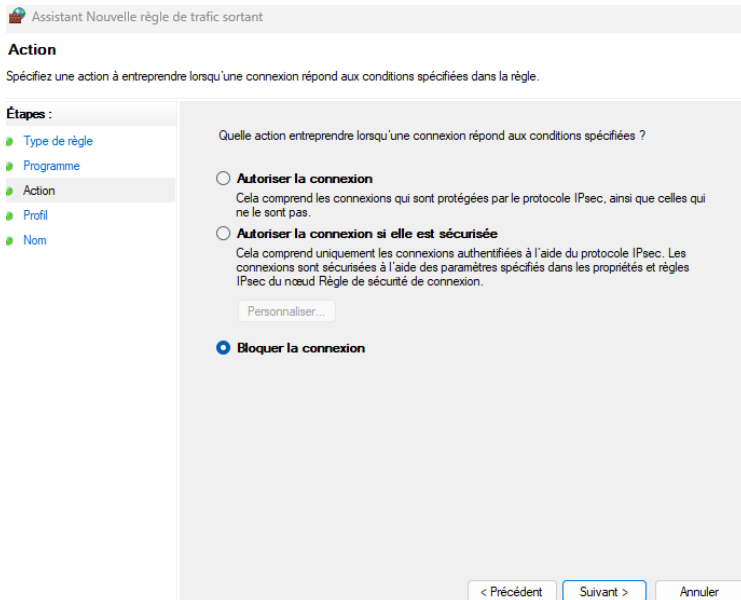 Assistant Nouvelle règle de trafic sortant
Action
Spécifiez une action à entreprendre lorsqu'une connexion répond aux conditions spécifiées dans la règle.
Étapes :
Type de règle
Programme
Action
Profil
Nom
Quelle action entreprendre lorsqu'une connexion répond aux conditions spécifiées ?
Autoriser la connexion
Cela comprend les connexions qui sont protégées par le protocole IPsec, ainsi que celles qui
ne le sont pas.
Autoriser la connexion si elle est sécurisée
Cela comprend uniquement les connexions authentifiées à l'aide du protocole IPsec. Les
connexions sont sécurisées à l'aide des paramètres spécifiés dans les propriétés et règles
IPsec du nœud Règle de sécurité de connexion.
Personnaliser...
Bloquer la connexion
< Précédent
Suivant >
Annuler